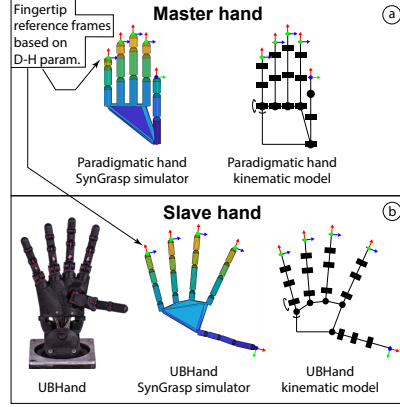 Fingertip
reference frames
based on
D-H param.
Master hand
a
Paradigmatic hand
SynGrasp simulator
Paradigmatic hand
kinematic model
Slave hand
b
UBHand
UBHand
SynGrasp simulator
UBHand
kinematic model